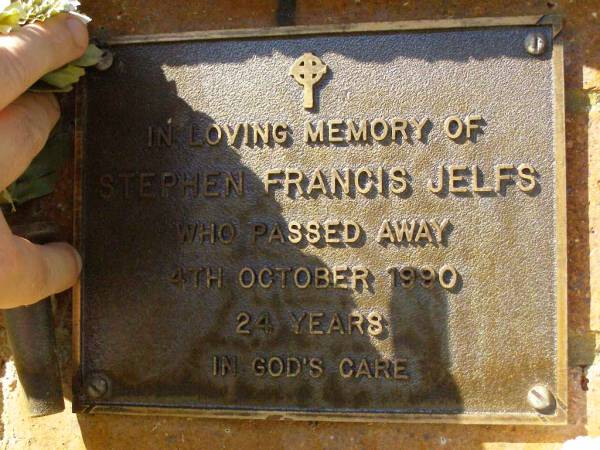 IN LOVING MEMORY OF
STEPHEN FRANCIS JELFS
WHO PASSED AWAY
4TH OCTOBER 1990
24 YEARS
IN GOD'S CARE